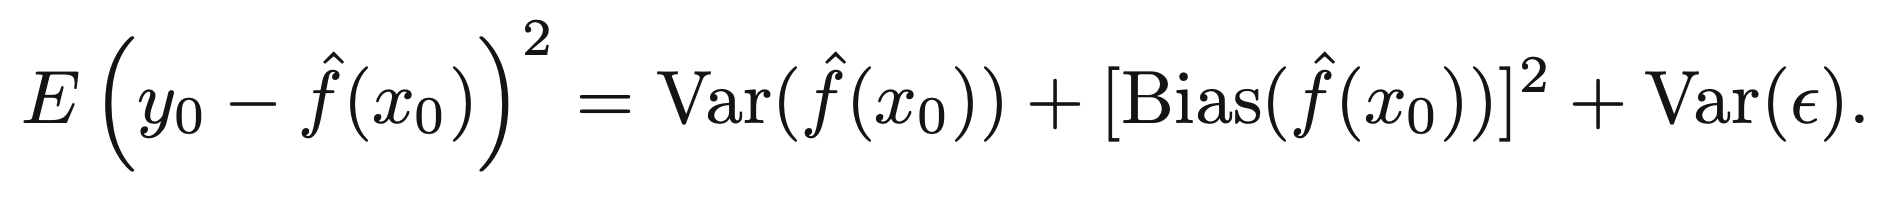 E (y₀ − f̂(x₀))² = Var(f̂(x₀)) + [Bias(f̂(x₀))]² + Var(ϵ).